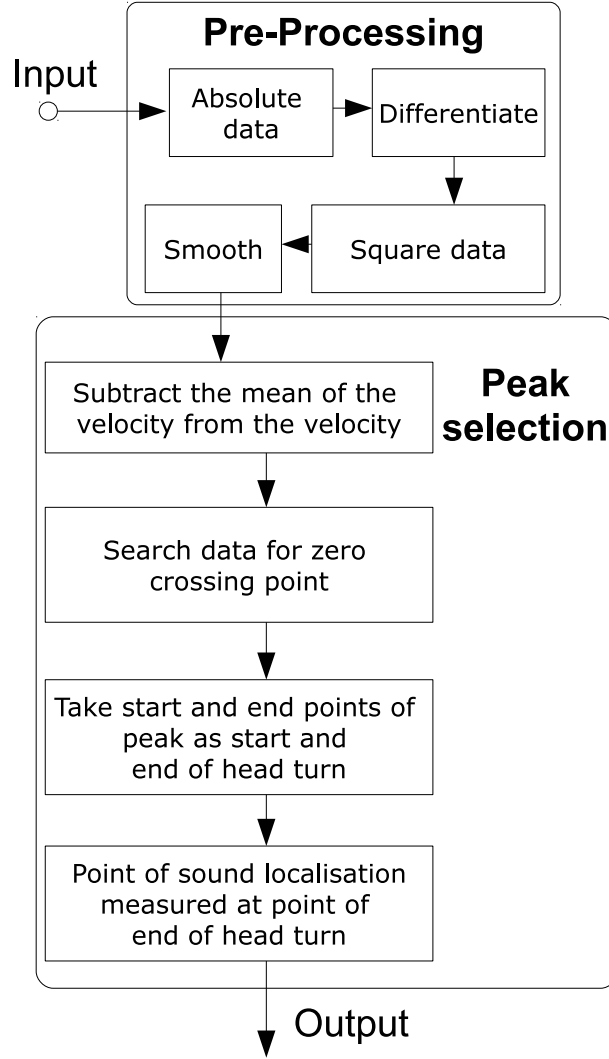 Pre-Processing
Input
Absolute
data
Differentiate
Smooth
Square data
Subtract the mean of the
velocity from the velocity
Peak
selection
Search data for zero
crossing point
Take start and end points of
peak as start and
end of head turn
Point of sound localisation
measured at point of
end of head turn
Output